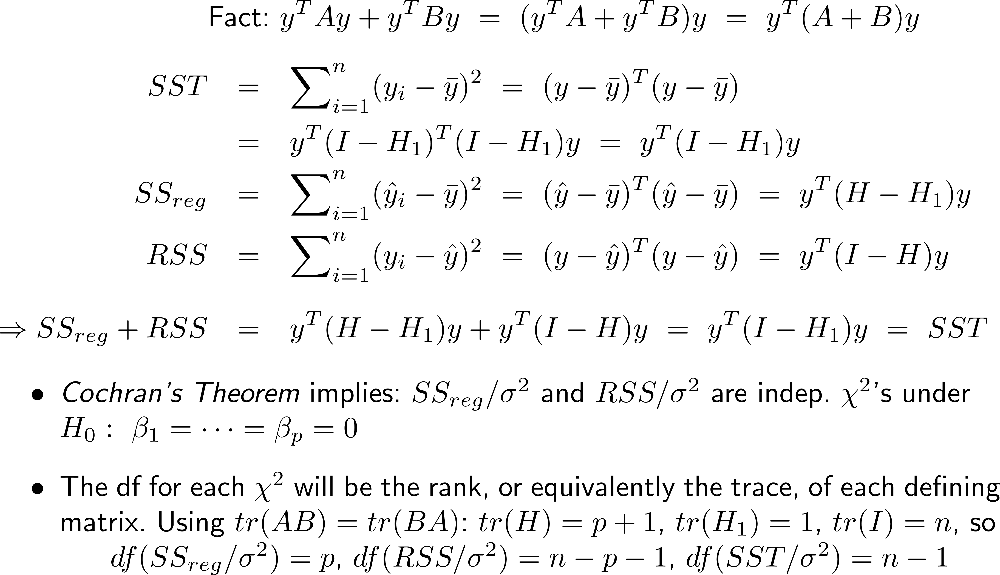 Fact: $y^T Ay + y^T By \;=\; (y^T A + y^T B)y \;=\; y^T(A + B)y$
$SST \;=\; \sum_{i=1}^n (y_i - \bar{y})^2 \;=\; (y - \bar{y})^T(y - \bar{y})$
$=\; y^T(I - H_1)^T(I - H_1)y \;=\; y^T(I - H_1)y$
$SS_{reg} \;=\; \sum_{i=1}^n (\hat{y}_i - \bar{y})^2 \;=\; (\hat{y} - \bar{y})^T(\hat{y} - \bar{y}) \;=\; y^T(H - H_1)y$
$RSS \;=\; \sum_{i=1}^n (y_i - \hat{y})^2 \;=\; (y - \hat{y})^T(y - \hat{y}) \;=\; y^T(I - H)y$
$\Rightarrow SS_{reg} + RSS \;=\; y^T(H - H_1)y + y^T(I - H)y \;=\; y^T(I - H_1)y \;=\; SST$
• Cochran's Theorem implies: $SS_{reg}/\sigma^2$ and $RSS/\sigma^2$ are indep. $\chi^2$'s under
$H_0 : \; \beta_1 = \cdots = \beta_p = 0$
• The df for each $\chi^2$ will be the rank, or equivalently the trace, of each defining
matrix. Using $tr(AB) = tr(BA)$: $tr(H) = p + 1$, $tr(H_1) = 1$, $tr(I) = n$, so
$df(SS_{reg}/\sigma^2) = p$, $df(RSS/\sigma^2) = n - p - 1$, $df(SST/\sigma^2) = n - 1$